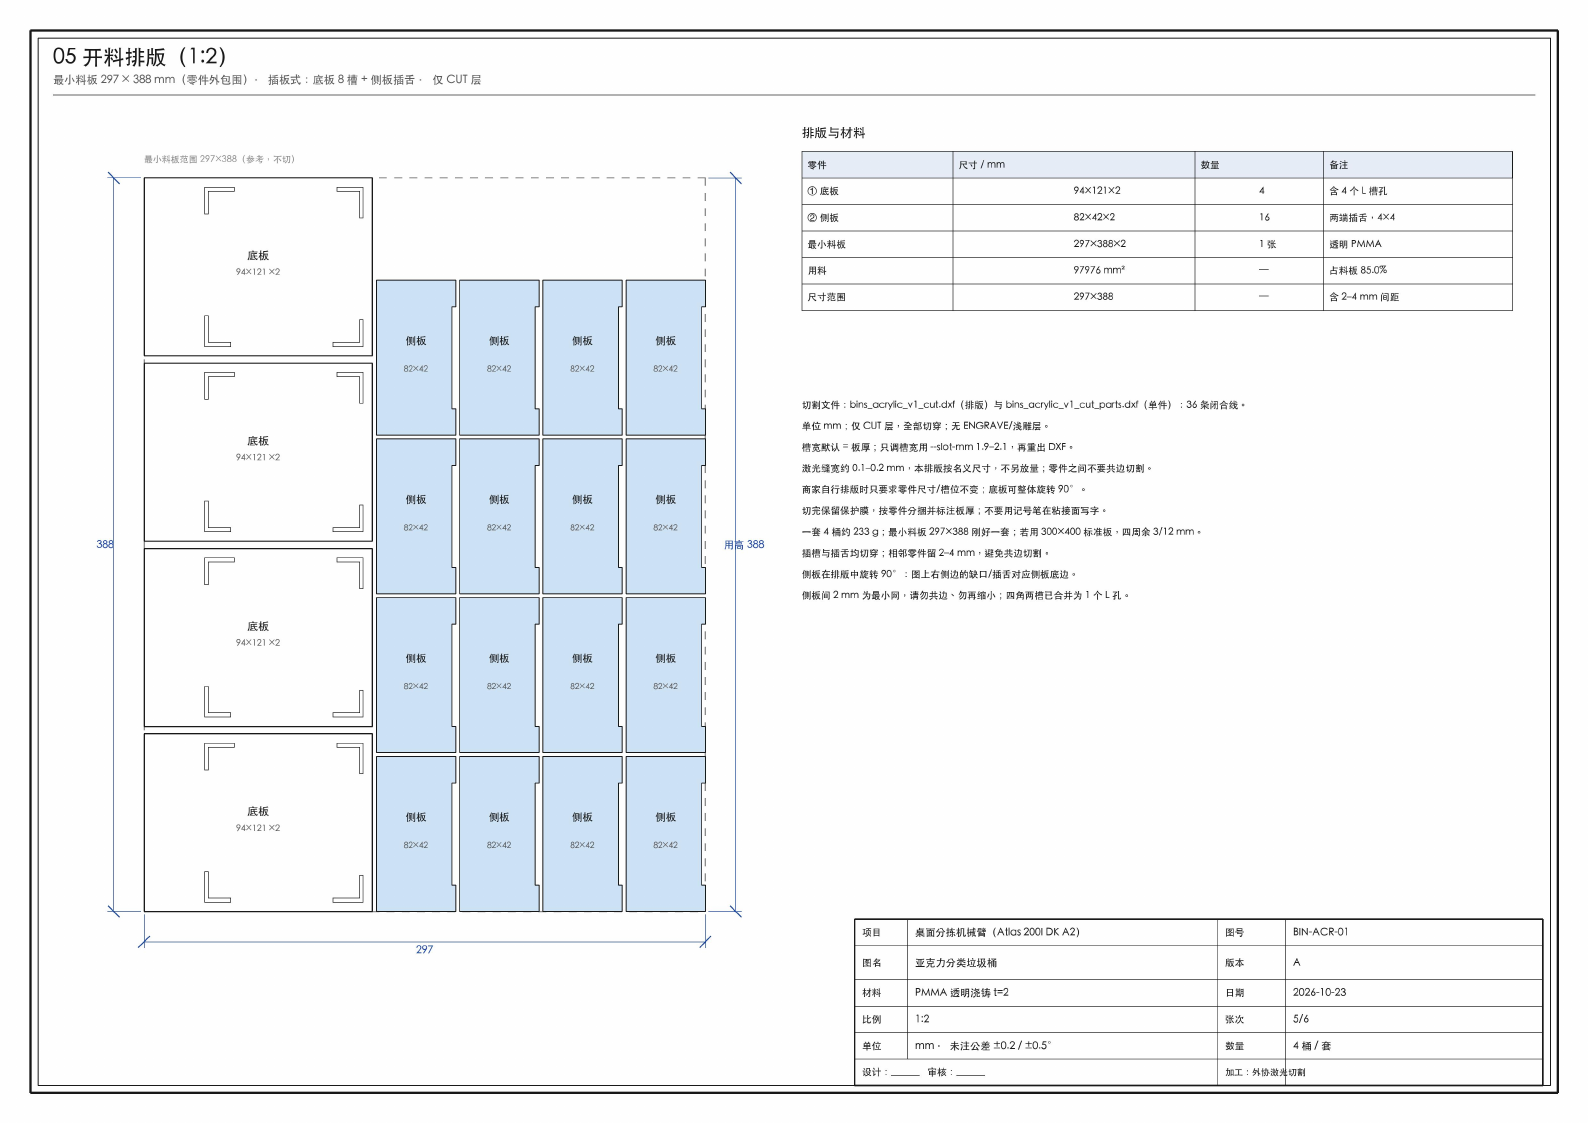 05 开料排版（1:2）
最小料板 297 × 388 mm（零件外包围）· 插板式：底板 8 槽 + 侧板插舌 · 仅 CUT 层
最小料板范围 297×388（参考，不切）
底板
94×121×2
底板
94×121×2
底板
94×121×2
底板
94×121×2
侧板 侧板 侧板 侧板
82×42 82×42 82×42 82×42
侧板 侧板 侧板 侧板
82×42 82×42 82×42 82×42
侧板 侧板 侧板 侧板
82×42 82×42 82×42 82×42
侧板 侧板 侧板 侧板
82×42 82×42 82×42 82×42
388
用高 388
297
排版与材料
零件 尺寸 / mm 数量 备注
① 底板 94×121×2 4 含 4 个 L 槽孔
② 侧板 82×42×2 16 两端插舌，4×4
最小料板 297×388×2 1 张 透明 PMMA
用料 97976 mm² — 占料板 85.0%
尺寸范围 297×388 — 含 2–4 mm 间距
切割文件：bins_acrylic_v1_cut.dxf（排版）与 bins_acrylic_v1_cut_parts.dxf（单件）；36 条闭合线。
单位 mm；仅 CUT 层，全部切穿；无 ENGRAVE/浅雕层。
槽宽默认 = 板厚；只调槽宽用 --slot-mm 1.9–2.1，再重出 DXF。
激光缝宽约 0.1–0.2 mm，本排版按名义尺寸，不另放量；零件之间不要共边切割。
商家自行排版时只要求零件尺寸/槽位不变；底板可整体旋转 90°。
切完保留保护膜，按零件分捆并标注板厚；不要用记号笔在粘接面写字。
一套 4 桶约 233 g；最小料板 297×388 刚好一套；若用 300×400 标准板，四周余 3/12 mm。
插槽与插舌均切穿；相邻零件留 2–4 mm，避免共边切割。
侧板在排版中旋转 90°：图上右侧边的缺口/插舌对应侧板底边。
侧板间 2 mm 为最小间，请勿共边、勿再缩小；四角两槽已合并为 1 个 L 孔。
项目 桌面分拣机械臂（Atlas 200I DK A2） 图号 BIN-ACR-01
图名 亚克力分类垃圾桶 版本 A
材料 PMMA 透明浇铸 t=2 日期 2026-10-23
比例 1:2 张次 5/6
单位 mm · 未注公差 ±0.2 / ±0.5° 数量 4 桶 / 套
设计：______ 审核：______ 加工：外协激光切割